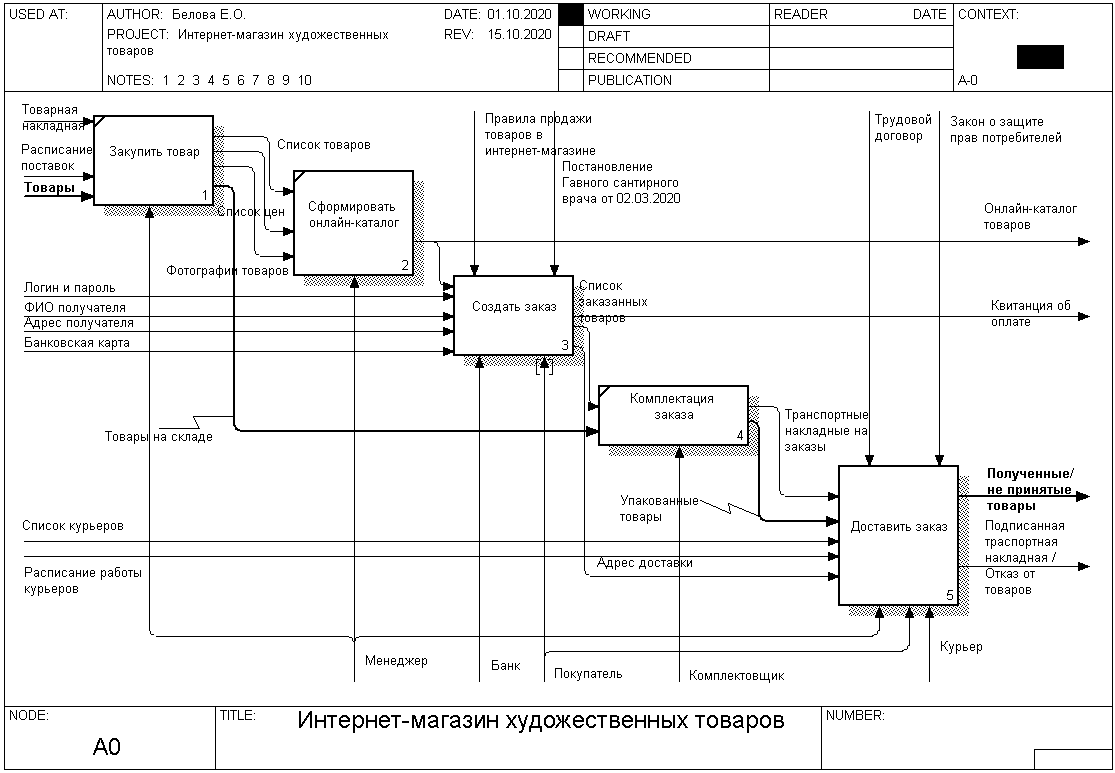 USED AT:
AUTHOR: Белова Е.О.
DATE: 01.10.2020
PROJECT: Интернет-магазин художественных
товаров
REV: 15.10.2020
NOTES: 1 2 3 4 5 6 7 8 9 10
WORKING
DRAFT
RECOMMENDED
PUBLICATION
READER
DATE
CONTEXT:
A-0
Товарная
накладная
Расписание
поставок
Товары
Закупить товар
1
Список товаров
Список цен
Фотографии товаров
Сформировать
онлайн-каталог
2
Правила продажи
товаров в
интернет-магазине
Постановление
Гавного сантирного
врача от 02.03.2020
Трудовой
договор
Закон о защите
прав потребителей
Онлайн-каталог
товаров
Логин и пароль
ФИО получателя
Адрес получателя
Банковская карта
Создать заказ
3
Список
заказанных
товаров
Квитанция об
оплате
Комплектация
заказа
4
Товары на складе
Транспортные
накладные на
заказы
Упакованные
товары
Полученные/
не принятые
товары
Доставить заказ
5
Список курьеров
Расписание работы
курьеров
Адрес доставки
Подписанная
траспортная
накладная /
Отказ от
товаров
Менеджер
Банк
Покупатель
Комплектовщик
Курьер
NODE:
A0
TITLE:
Интернет-магазин художественных товаров
NUMBER: